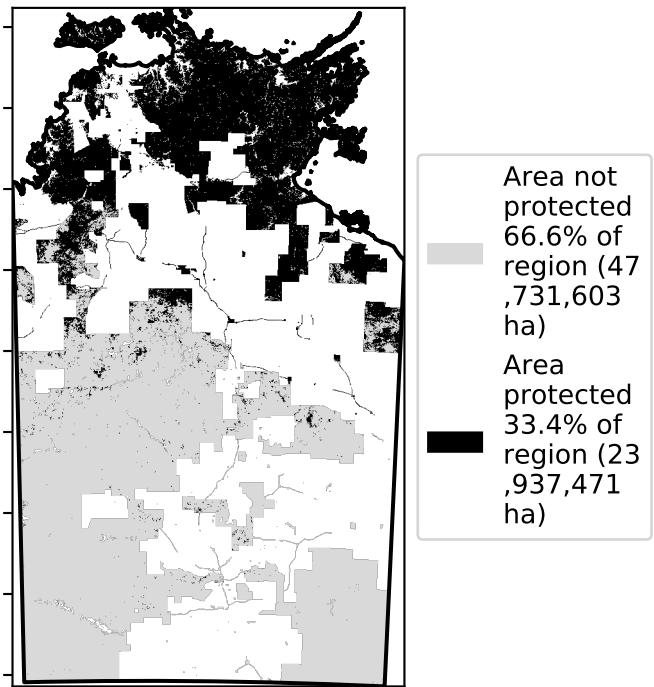 Area not
protected
66.6% of
region (47
,731,603
ha)
Area
protected
33.4% of
region (23
,937,471
ha)